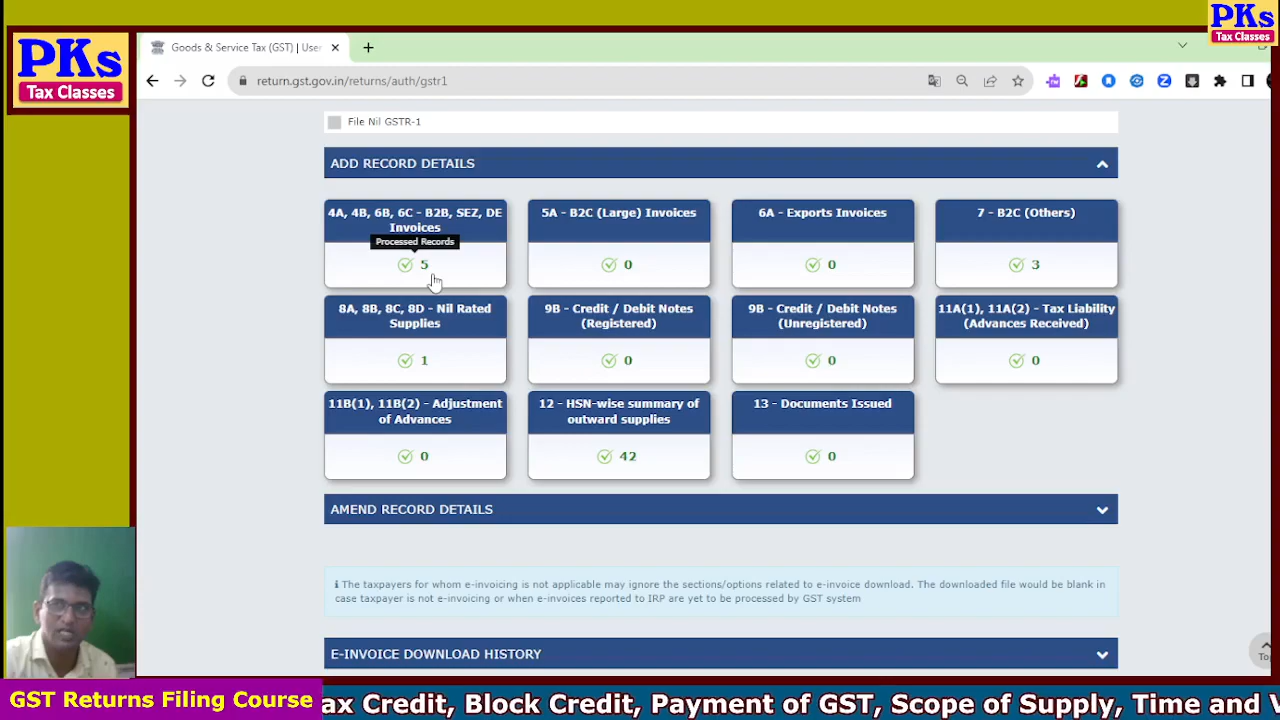 PKs
Tax Classes
PKs
Tax Classes
Goods & Service Tax (GST) | User
return.gst.gov.in/returns/auth/gstr1
File Nil GSTR-1
ADD RECORD DETAILS
4A, 4B, 6B, 6C - B2B, SEZ, DE
Invoices
Processed Records
5
5A - B2C (Large) Invoices
0
6A - Exports Invoices
0
7 - B2C (Others)
3
8A, 8B, 8C, 8D - Nil Rated
Supplies
1
9B - Credit / Debit Notes
(Registered)
0
9B - Credit / Debit Notes
(Unregistered)
0
11A(1), 11A(2) - Tax Liability
(Advances Received)
0
11B(1), 11B(2) - Adjustment
of Advances
0
12 - HSN-wise summary of
outward supplies
42
13 - Documents Issued
0
AMEND RECORD DETAILS
The taxpayers for whom e-invoicing is not applicable may ignore the sections/options related to e-invoice download. The downloaded file would be blank in
case taxpayer is not e-invoicing or when e-invoices reported to IRP are yet to be processed by GST system
E-INVOICE DOWNLOAD HISTORY
Top
GST Returns Filing Course
ax Credit, Block Credit, Payment of GST, Scope of Supply, Time and V